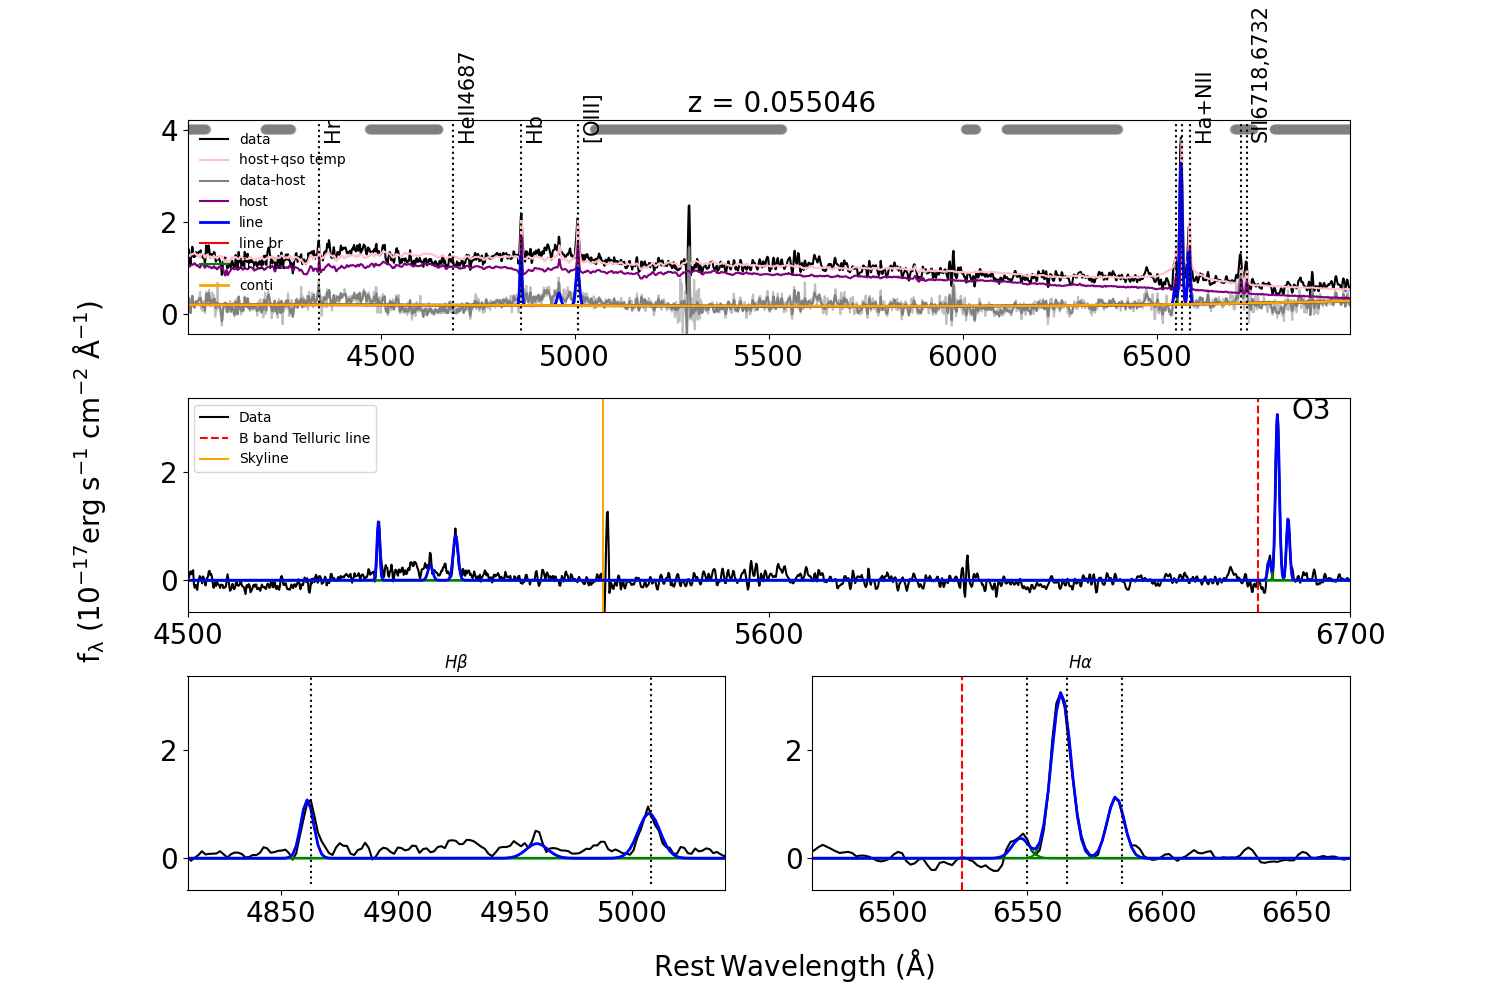 z = 0.055046
Hr
HeII4687
Hb
[OIII]
Ha+NII
SII6718,6732
data
host+qso temp
data-host
host
line
line br
conti
4
2
0
4500 5000 5500 6000 6500
fλ (10⁻¹⁷erg s⁻¹ cm⁻² Å⁻¹)
Data
B band Telluric line
Skyline
O3
2
0
4500 5600 6700
Hβ
2
0
4850 4900 4950 5000
Hα
2
0
6500 6550 6600 6650
Rest Wavelength (Å)